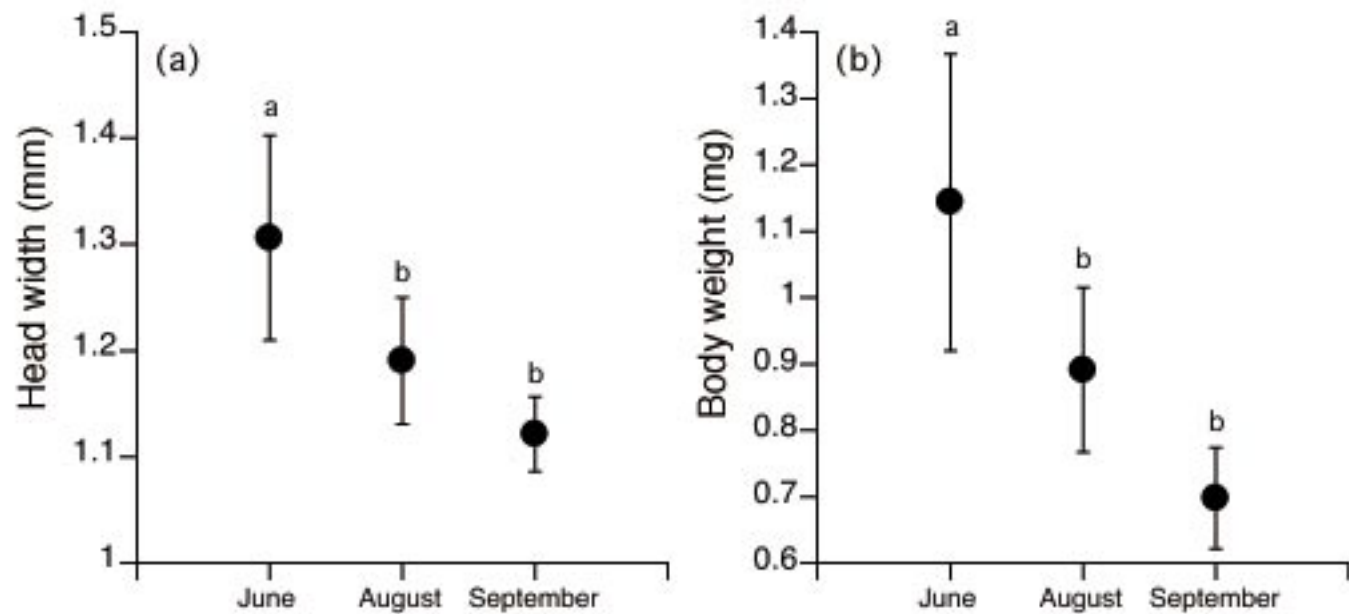 (a)
Head width (mm)
1.5
1.4
1.3
1.2
1.1
1
a
b
b
June August September
(b)
Body weight (mg)
1.4
1.3
1.2
1.1
1
0.9
0.8
0.7
0.6
a
b
b
June August September